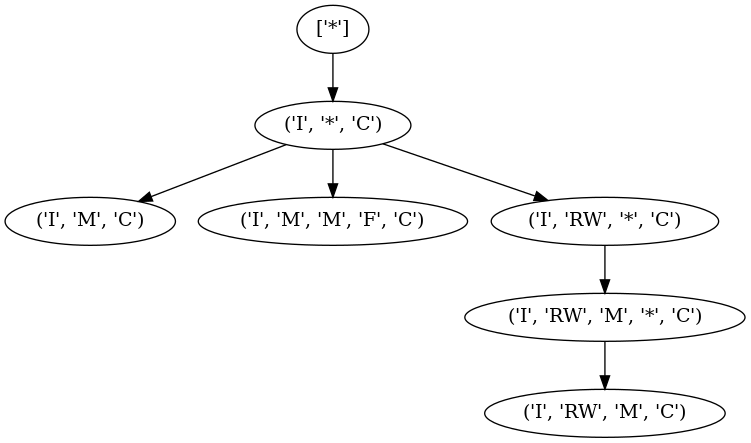 ['*']
('I', '*', 'C')
('I', 'M', 'C')
('I', 'M', 'M', 'F', 'C')
('I', 'RW', '*', 'C')
('I', 'RW', 'M', '*', 'C')
('I', 'RW', 'M', 'C')